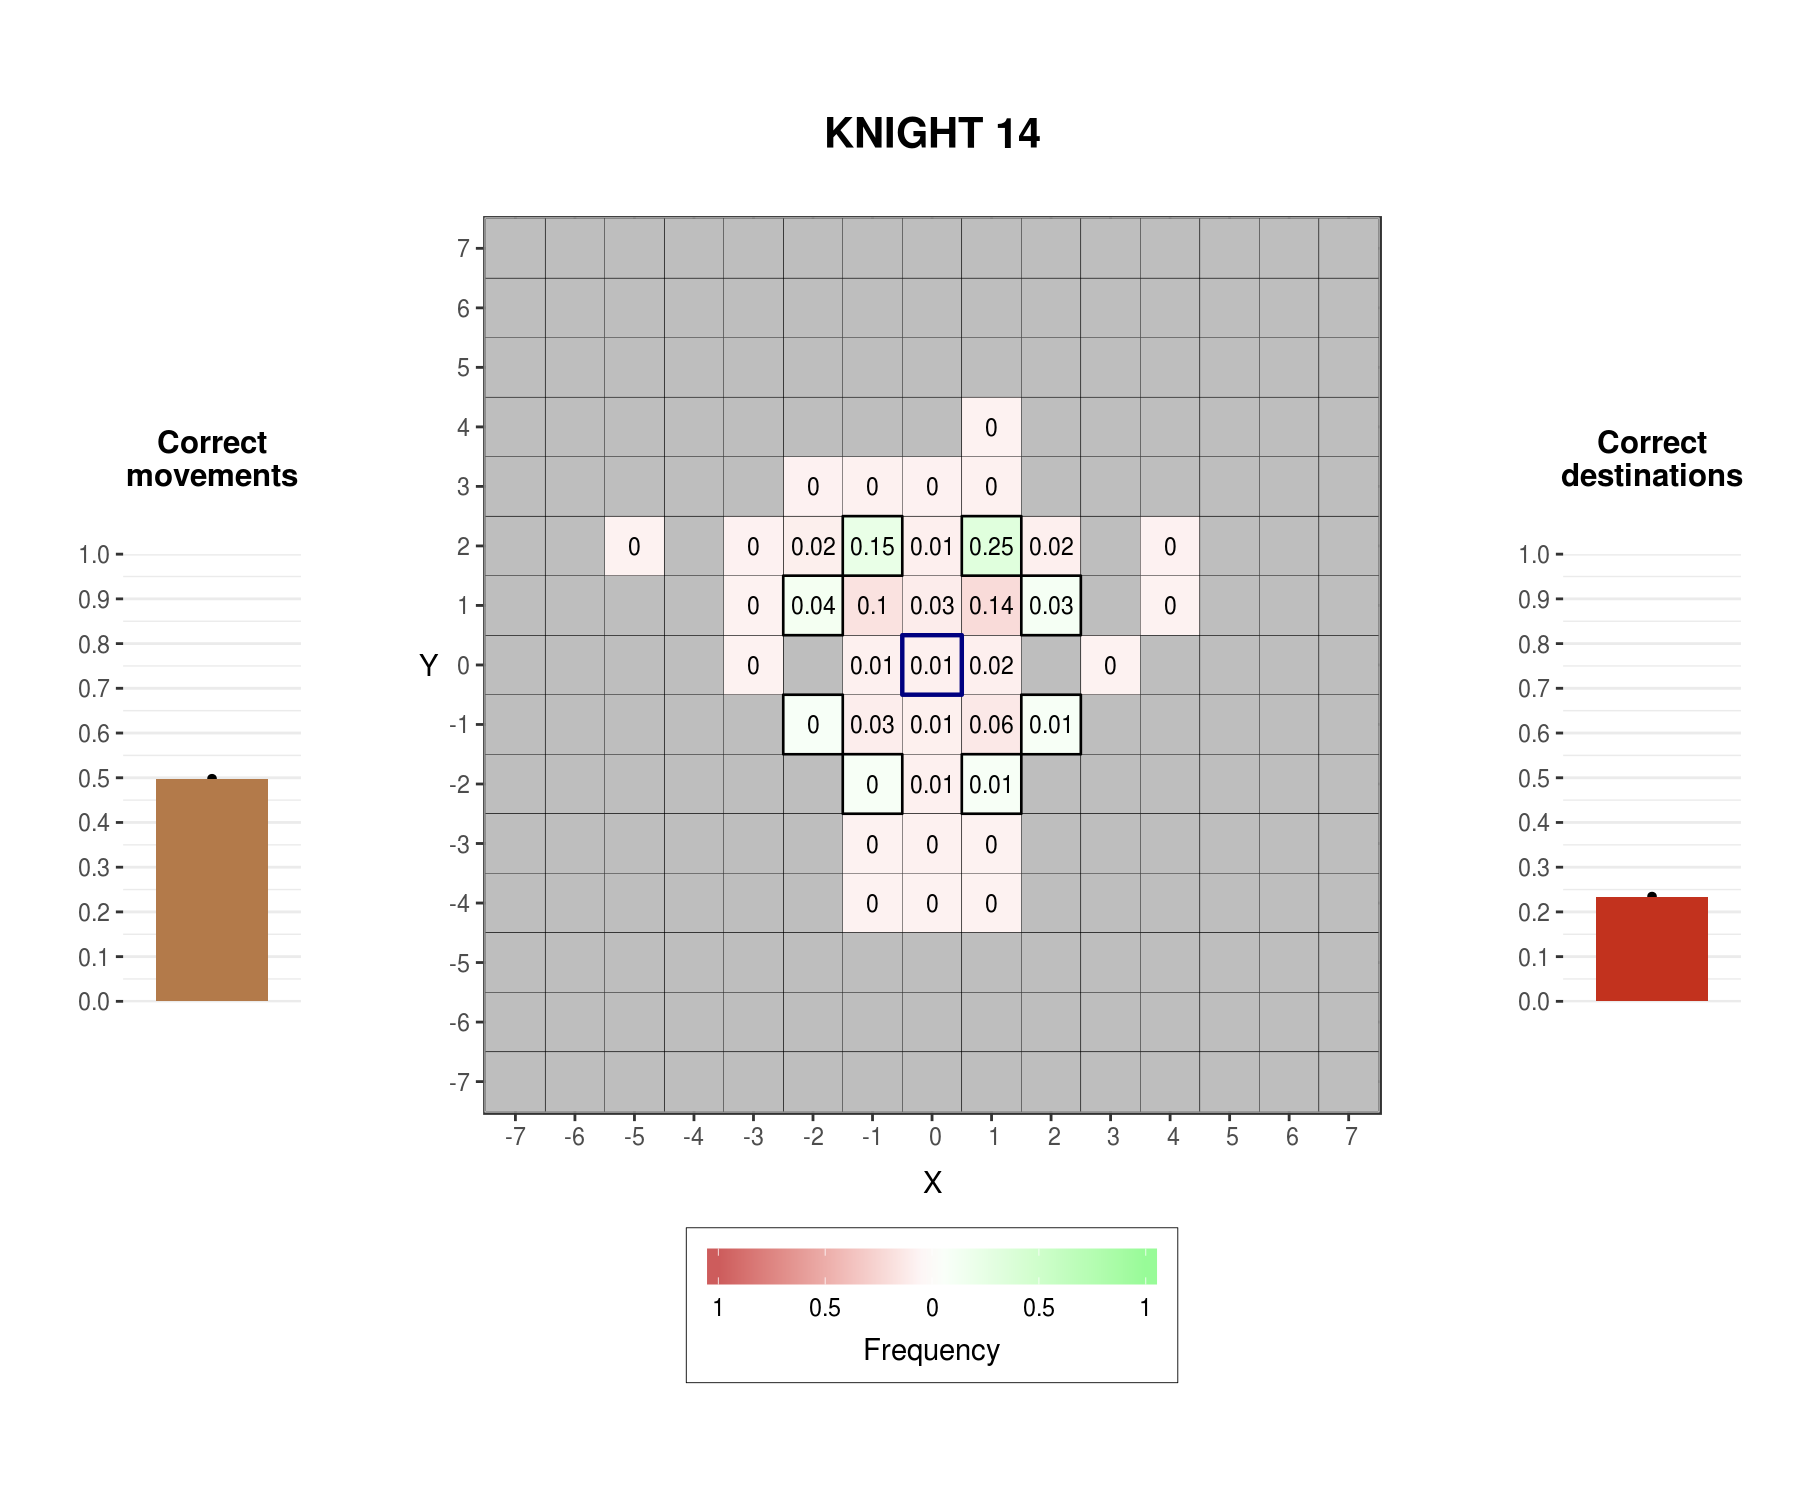 KNIGHT 14
Correct
movements
1.0
0.9
0.8
0.7
0.6
0.5
0.4
0.3
0.2
0.1
0.0
Y
7
6
5
4 0
3 0 0 0 0
2 0 0 0.02 0.15 0.01 0.25 0.02 0
1 0 0.04 0.1 0.03 0.14 0.03 0
0 0 0.01 0.01 0.02 0
-1 0 0.03 0.01 0.06 0.01
-2 0 0.01 0.01
-3 0 0 0
-4 0 0 0
-5
-6
-7
-7 -6 -5 -4 -3 -2 -1 0 1 2 3 4 5 6 7
X
1 0.5 0 0.5 1
Frequency
Correct
destinations
1.0
0.9
0.8
0.7
0.6
0.5
0.4
0.3
0.2
0.1
0.0